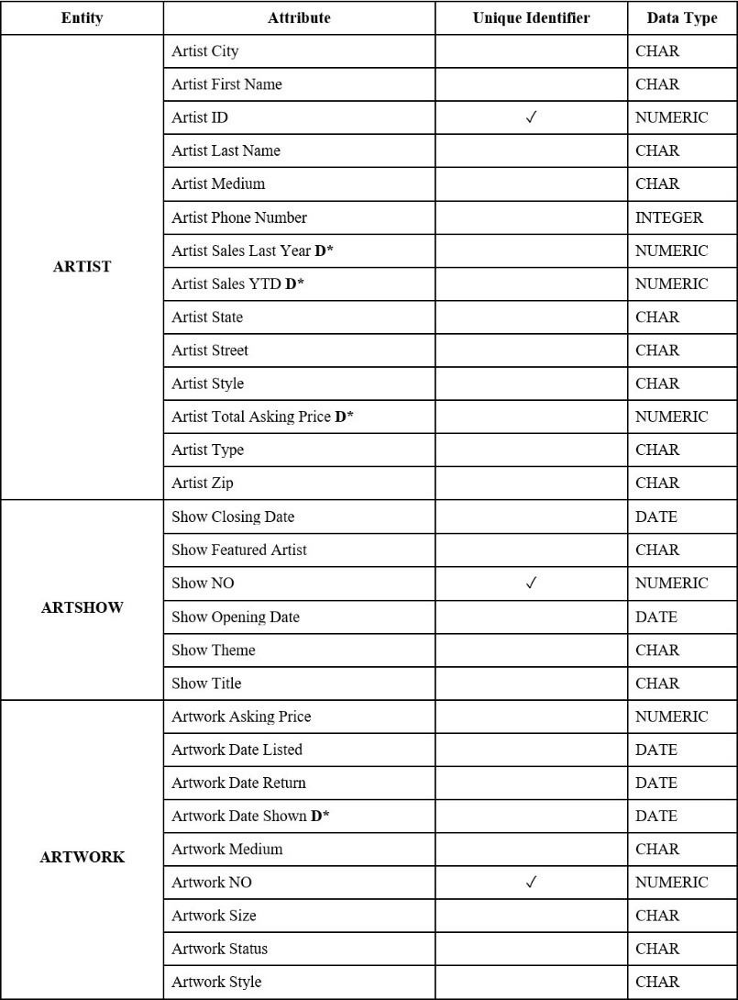 Entity Attribute Unique Identifier Data Type
Artist City CHAR
Artist First Name CHAR
Artist ID ✓ NUMERIC
Artist Last Name CHAR
Artist Medium CHAR
Artist Phone Number INTEGER
Artist Sales Last Year D* NUMERIC
ARTIST
Artist Sales YTD D* NUMERIC
Artist State CHAR
Artist Street CHAR
Artist Style CHAR
Artist Total Asking Price D* NUMERIC
Artist Type CHAR
Artist Zip CHAR
Show Closing Date DATE
Show Featured Artist CHAR
Show NO ✓ NUMERIC
ARTSHOW
Show Opening Date DATE
Show Theme CHAR
Show Title CHAR
Artwork Asking Price NUMERIC
Artwork Date Listed DATE
Artwork Date Return DATE
Artwork Date Shown D* DATE
Artwork Medium CHAR
ARTWORK
Artwork NO ✓ NUMERIC
Artwork Size CHAR
Artwork Status CHAR
Artwork Style CHAR